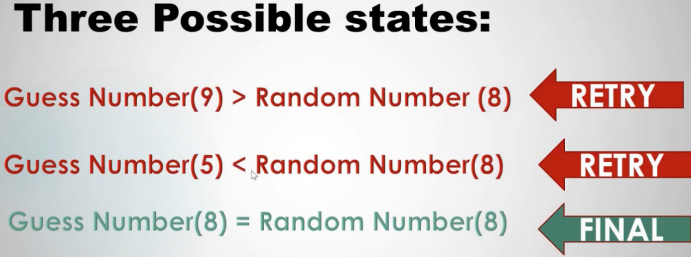 Three Possible states:
Guess Number(9) > Random Number (8) RETRY
Guess Number(5) < Random Number(8) RETRY
Guess Number(8) = Random Number(8) FINAL